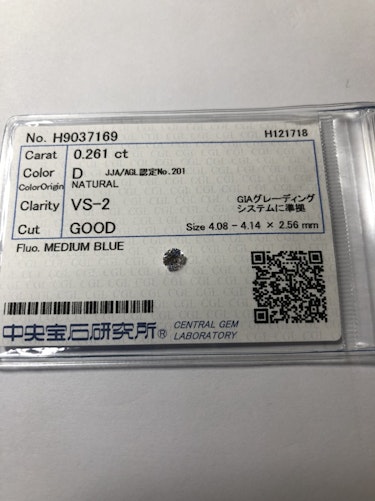 No. H9037169 H121718
Carat 0.261 ct
Color D JJA/AGL認定No.201
ColorOrigin NATURAL
Clarity VS-2 GIAグレーディングシステムに準拠
Cut GOOD Size 4.08 - 4.14 × 2.56 mm
Fluo. MEDIUM BLUE
中央宝石研究所® CENTRAL GEM LABORATORY